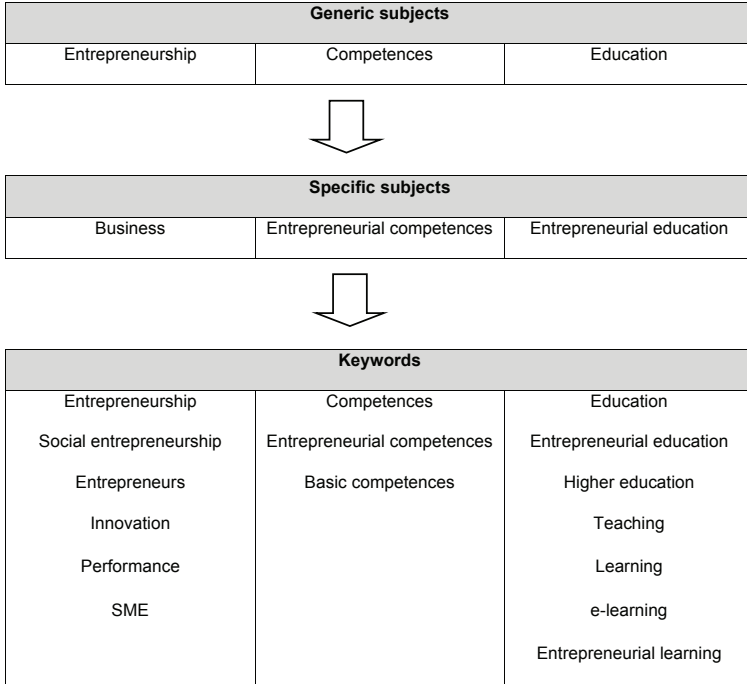 Generic subjects
Entrepreneurship Competences Education
Specific subjects
Business Entrepreneurial competences Entrepreneurial education
Keywords
Entrepreneurship Competences Education
Social entrepreneurship Entrepreneurial competences Entrepreneurial education
Entrepreneurs Basic competences Higher education
Innovation Teaching
Performance Learning
SME e-learning
Entrepreneurial learning